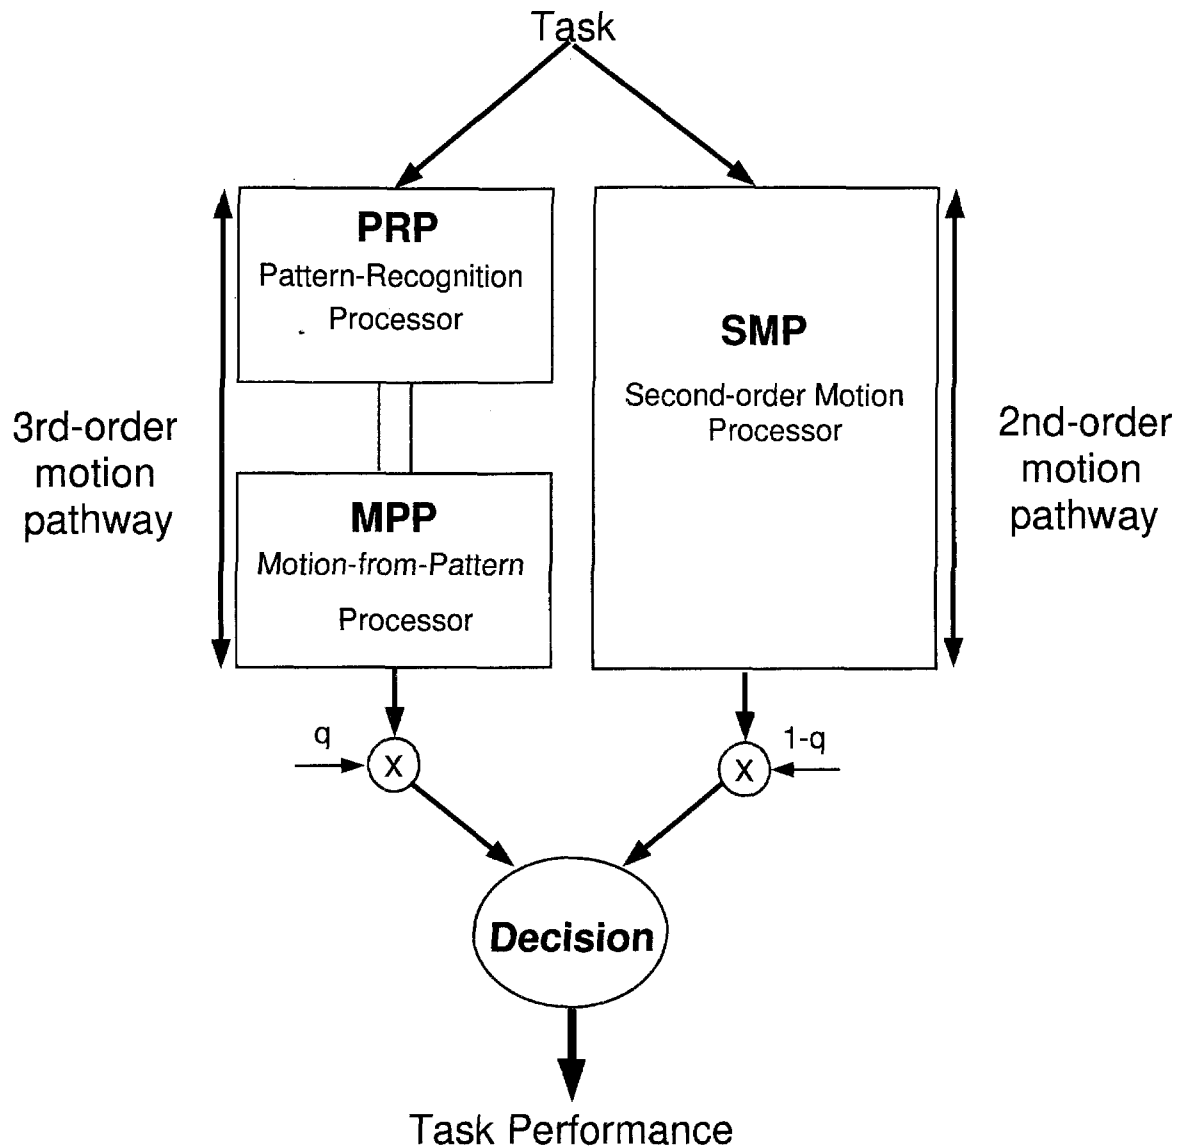 Task
PRP
Pattern-Recognition
Processor
SMP
Second-order Motion
Processor
3rd-order
motion
pathway
2nd-order
motion
pathway
MPP
Motion-from-Pattern
Processor
q
X
1-q
X
Decision
Task Performance